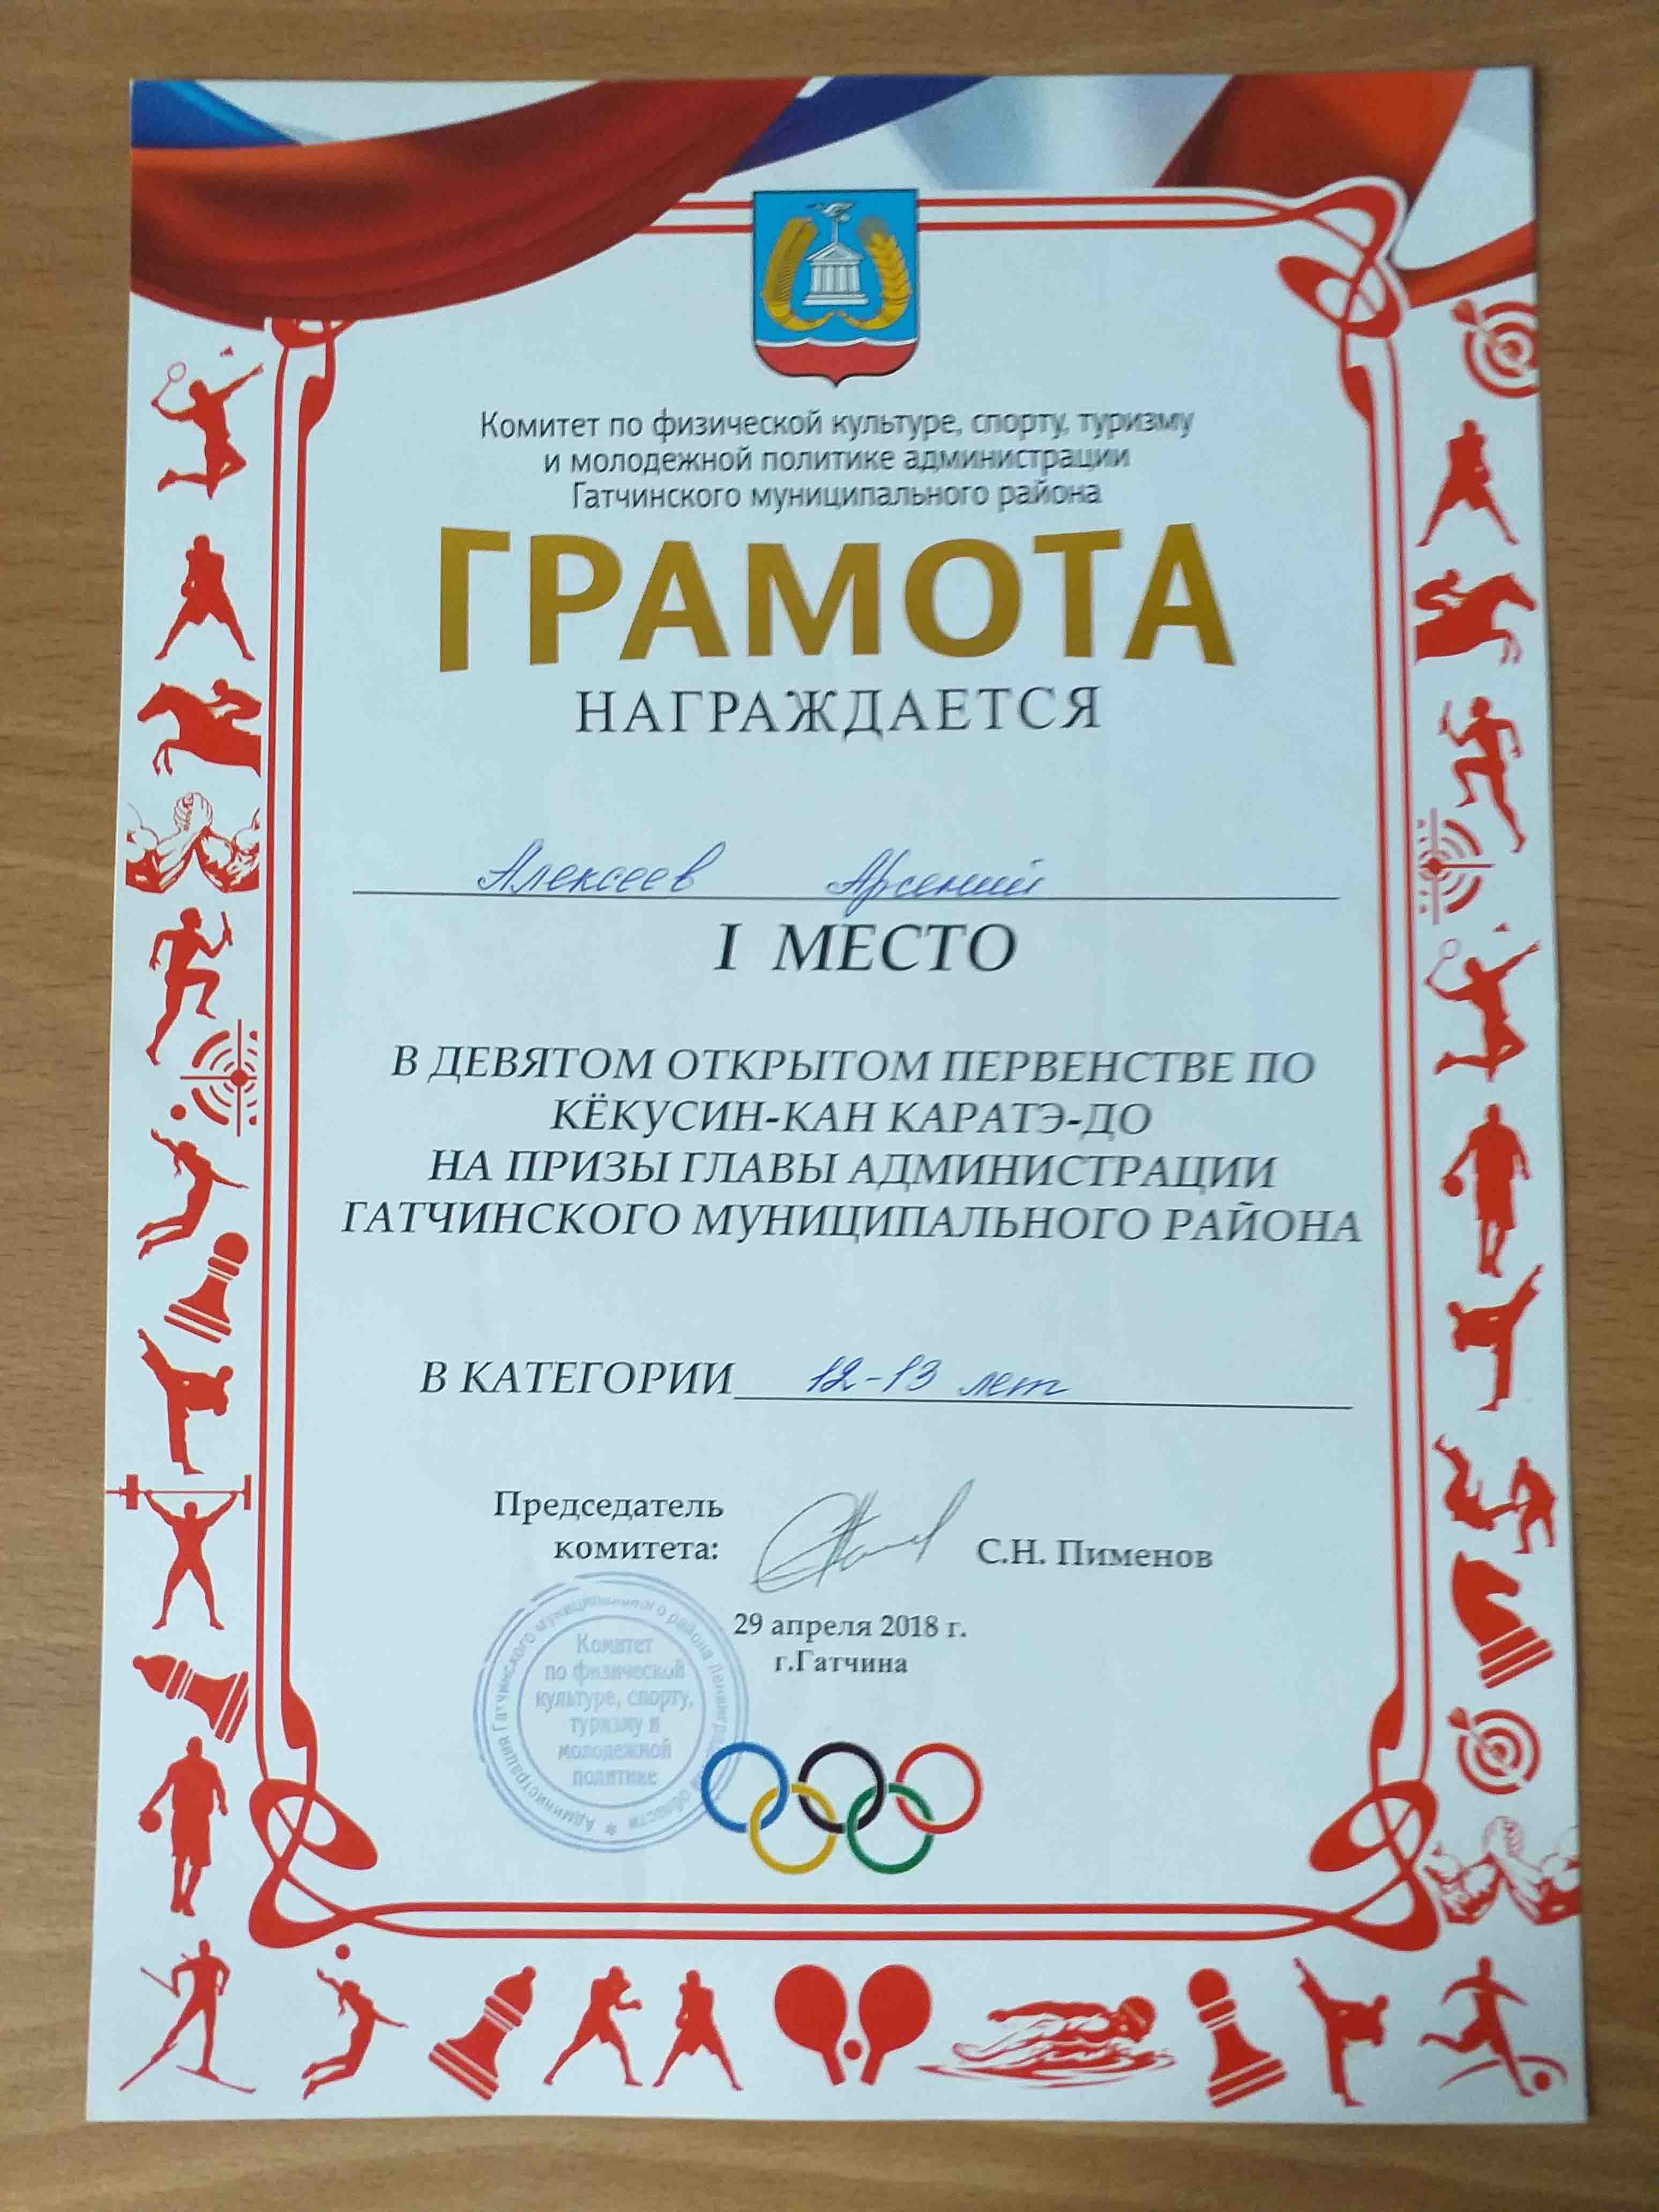 Комитет по физической культуре, спорту, туризму
и молодежной политике администрации
Гатчинского муниципального района
ГРАМОТА
НАГРАЖДАЕТСЯ
Алексеев Арсений
I МЕСТО
В ДЕВЯТОМ ОТКРЫТОМ ПЕРВЕНСТВЕ ПО
КЁКУСИН-КАН КАРАТЭ-ДО
НА ПРИЗЫ ГЛАВЫ АДМИНИСТРАЦИИ
ГАТЧИНСКОГО МУНИЦИПАЛЬНОГО РАЙОНА
В КАТЕГОРИИ 12-13 лет
Председатель
комитета: С.Н. Пименов
29 апреля 2018 г.
г.Гатчина
Администрация Гатчинского муниципального района Ленинградской области *
Комитет
по физической
культуре, спорту,
туризму и
молодежной
политике